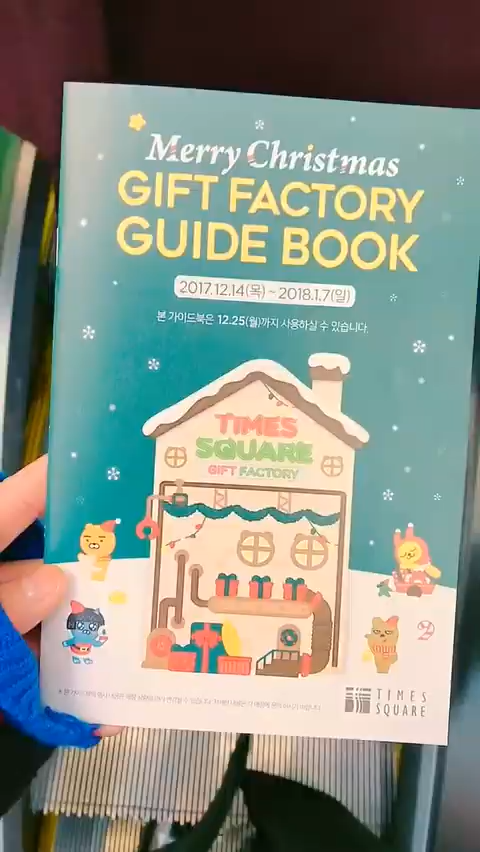 Merry Christmas
GIFT FACTORY
GUIDE BOOK
2017.12.14(목) ~ 2018.1.7(일)
본 가이드북은 12.25(월)까지 사용하실 수 있습니다.
TIMES
SQUARE
GIFT FACTORY
TIMES
SQUARE